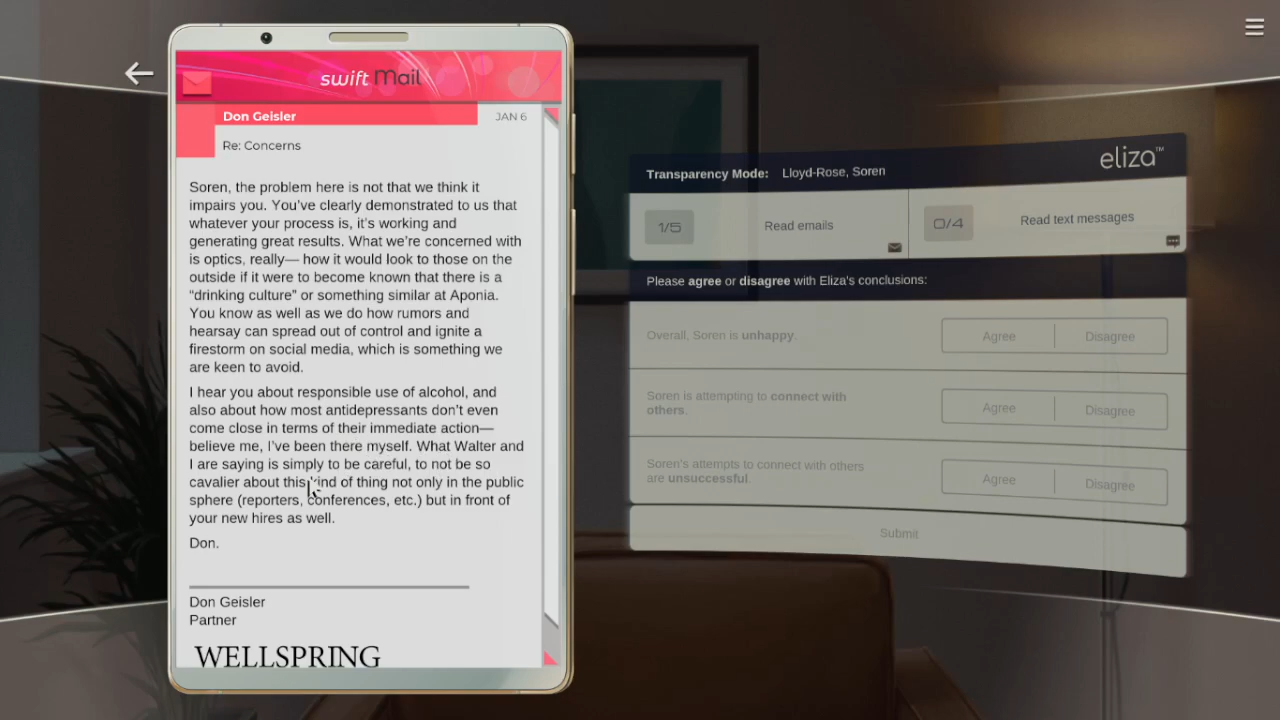 swift Mail
Don Geisler
JAN 6
Re: Concerns
Soren, the problem here is not that we think it
impairs you. You've clearly demonstrated to us that
whatever your process is, it's working and
generating great results. What we're concerned with
is optics, really— how it would look to those on the
outside if it were to become known that there is a
“drinking culture” or something similar at Aponia.
You know as well as we do how rumors and
hearsay can spread out of control and ignite a
firestorm on social media, which is something we
are keen to avoid.
I hear you about responsible use of alcohol, and
also about how most antidepressants don't even
come close in terms of their immediate action—
believe me, I've been there myself. What Walter and
I are saying is simply to be careful, to not be so
cavalier about this kind of thing not only in the public
sphere (reporters, conferences, etc.) but in front of
your new hires as well.
Don.
Don Geisler
Partner
WELLSPRING
eliza™
Transparency Mode: Lloyd-Rose, Soren
1/5 Read emails
0/4 Read text messages
Please agree or disagree with Eliza's conclusions:
Overall, Soren is unhappy.
Agree Disagree
Soren is attempting to connect with
others.
Agree Disagree
Soren's attempts to connect with others
are unsuccessful.
Agree Disagree
Submit